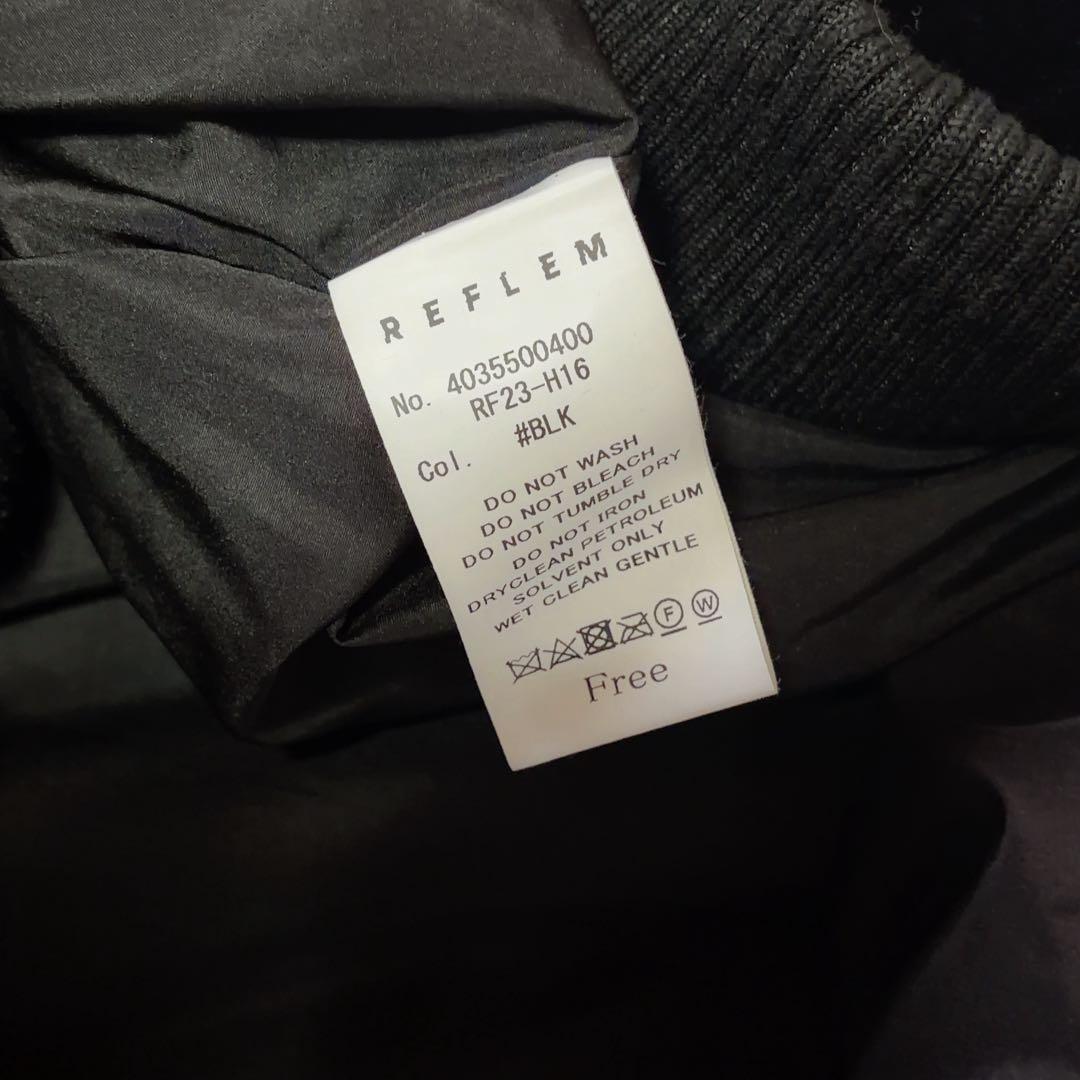 REFLEM
No. 4035500400
RF23-H16
Col. #BLK
DO NOT WASH
DO NOT BLEACH
DO NOT TUMBLE DRY
DO NOT IRON
DRYCLEAN PETROLEUM
SOLVENT ONLY
WET CLEAN GENTLE
F W
Free